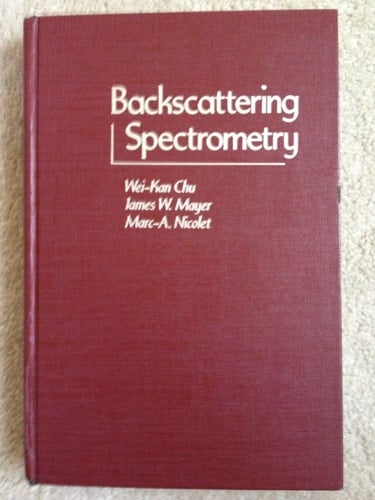 Backscattering
Spectrometry
Wei-Kan Chu
James W. Mayer
Marc-A. Nicolet